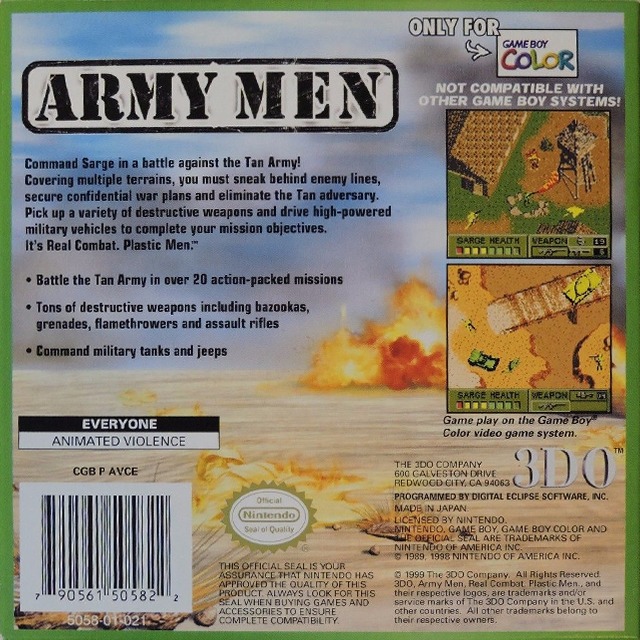 ONLY FOR
GAME BOY
COLOR
NOT COMPATIBLE WITH
OTHER GAME BOY SYSTEMS!
ARMY MEN
Command Sarge in a battle against the Tan Army!
Covering multiple terrains, you must sneak behind enemy lines,
secure confidential war plans and eliminate the Tan adversary.
Pick up a variety of destructive weapons and drive high-powered
military vehicles to complete your mission objectives.
It's Real Combat. Plastic Men.™
• Battle the Tan Army in over 20 action-packed missions
• Tons of destructive weapons including bazookas,
grenades, flamethrowers and assault rifles
• Command military tanks and jeeps
SARGE HEALTH WEAPON
SARGE HEALTH WEAPON
Game play on the Game Boy®
Color video game system.
EVERYONE
ANIMATED VIOLENCE
CGB P AVCE
7 90561 50582 2
5058-01-021
Official
Nintendo
Seal of Quality
THIS OFFICIAL SEAL IS YOUR
ASSURANCE THAT NINTENDO HAS
APPROVED THE QUALITY OF THIS
PRODUCT. ALWAYS LOOK FOR THIS
SEAL WHEN BUYING GAMES AND
ACCESSORIES TO ENSURE
COMPLETE COMPATIBILITY.
THE 3DO COMPANY
600 GALVESTON DRIVE
REDWOOD CITY, CA 94063
3DO™
PROGRAMMED BY DIGITAL ECLIPSE SOFTWARE, INC.
MADE IN JAPAN
LICENSED BY NINTENDO.
NINTENDO, GAME BOY, GAME BOY COLOR AND
THE OFFICIAL SEAL ARE TRADEMARKS OF
NINTENDO OF AMERICA INC.
© 1989, 1998 NINTENDO OF AMERICA INC.
© 1999 The 3DO Company. All Rights Reserved.
3DO, Army Men, Real Combat. Plastic Men., and
their respective logos, are trademarks and/or
service marks of The 3DO Company in the U.S. and
other countries. All other trademarks belong to
their respective owners.